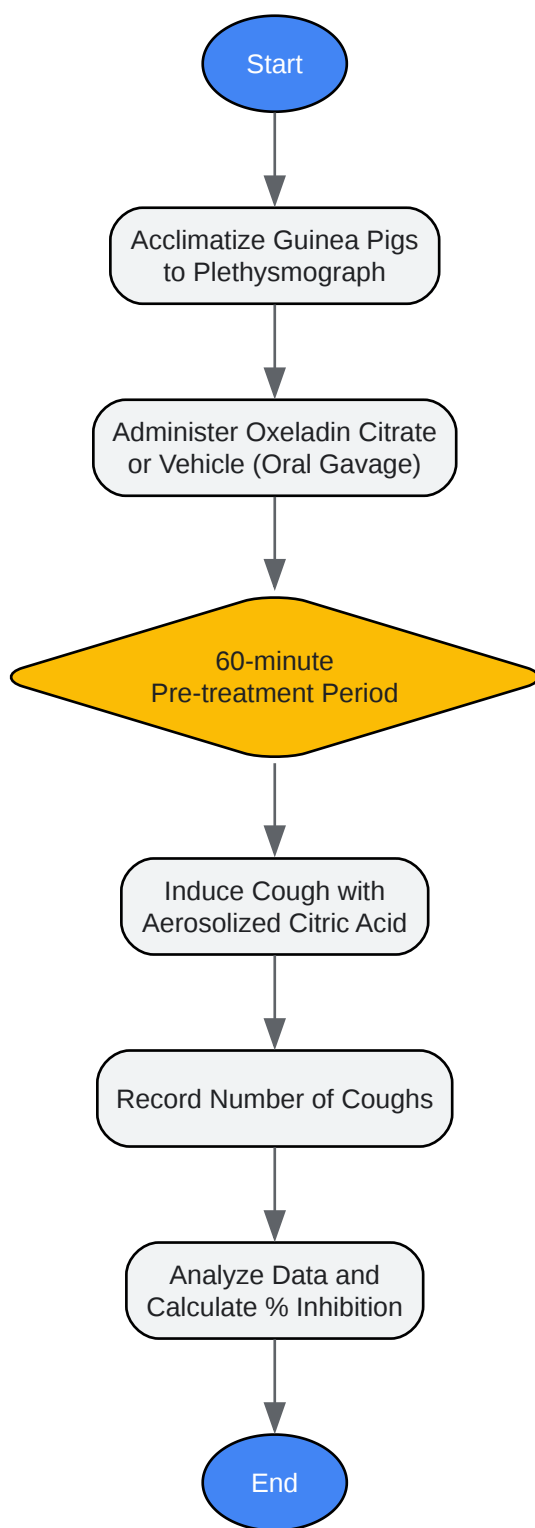 Start
Acclimatize Guinea Pigs
to Plethysmograph
Administer Oxeladin Citrate
or Vehicle (Oral Gavage)
60-minute
Pre-treatment Period
Induce Cough with
Aerosolized Citric Acid
Record Number of Coughs
Analyze Data and
Calculate % Inhibition
End